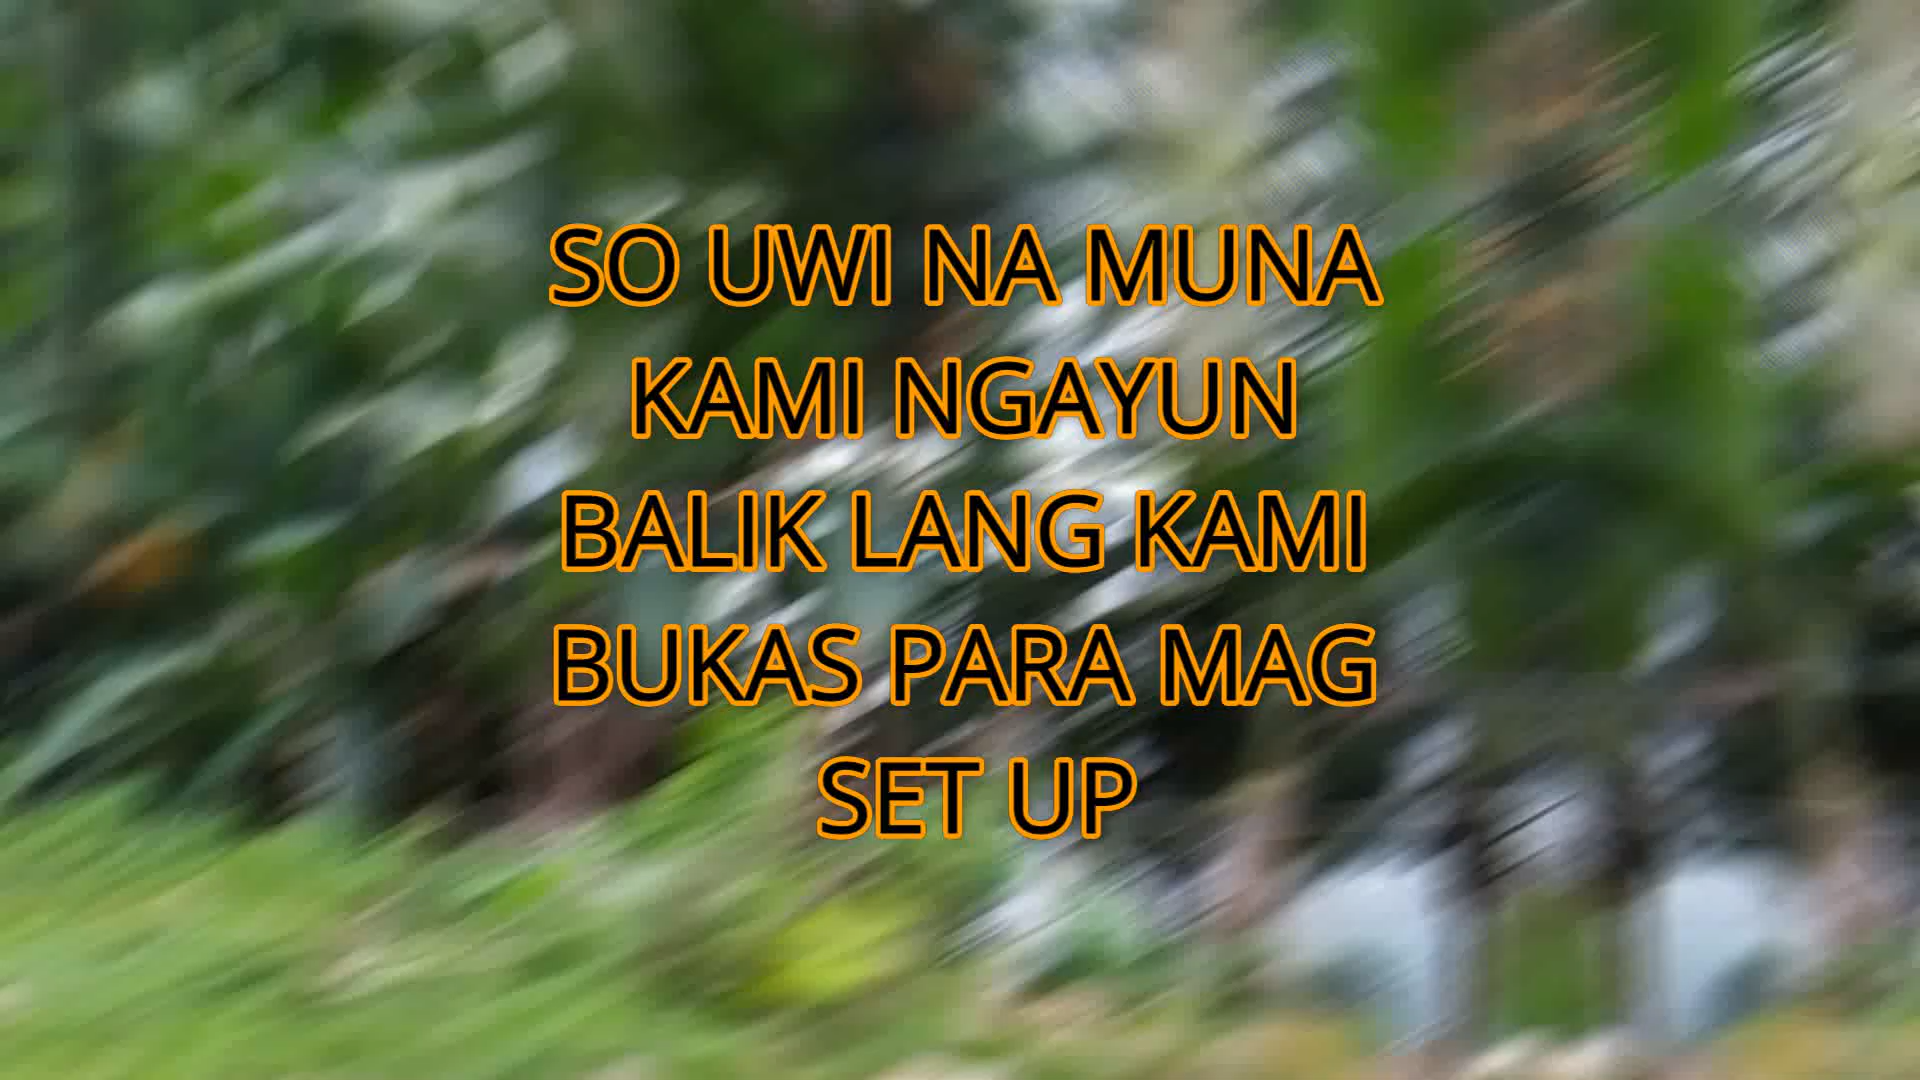 SO UWI NA MUNA
KAMI NGAYUN
BALIK LANG KAMI
BUKAS PARA MAG
SET UP